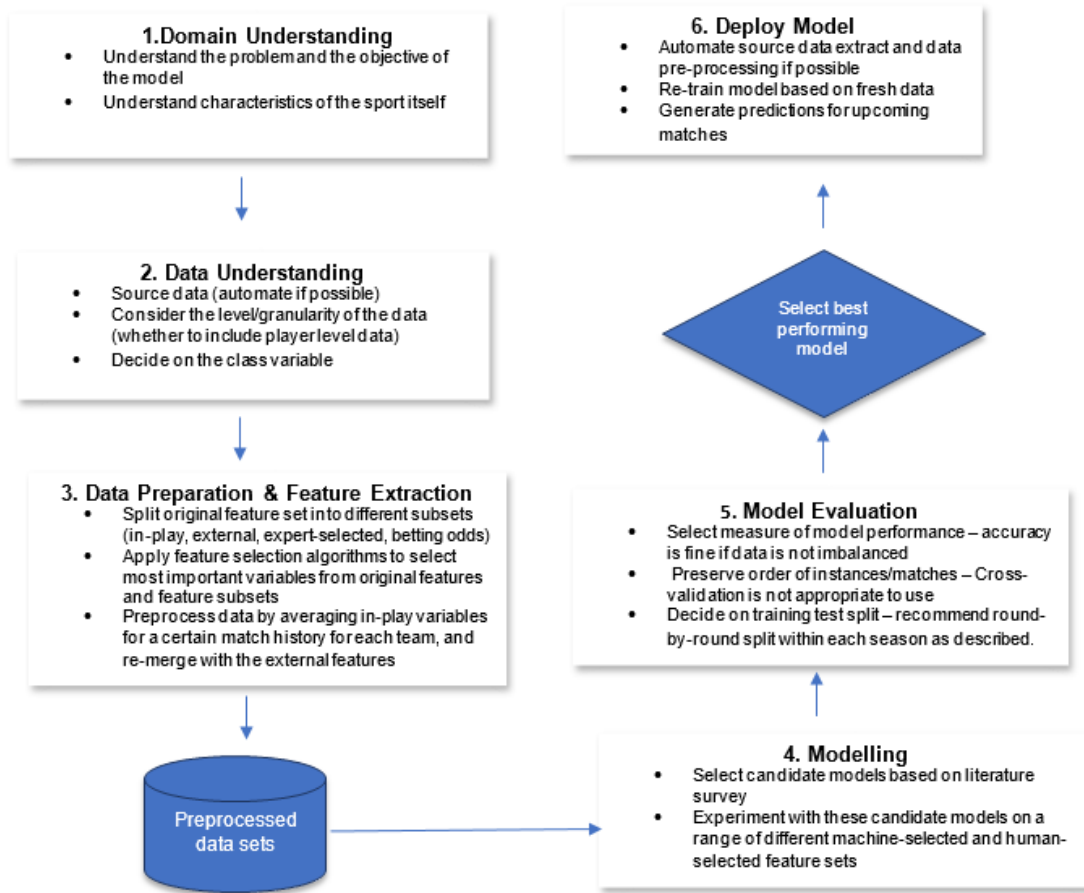 1.Domain Understanding
• Understand the problem and the objective of
the model
• Understand characteristics of the sport itself
2. Data Understanding
• Source data (automate if possible)
• Consider the level/granularity of the data
(whether to include player level data)
• Decide on the class variable
3. Data Preparation & Feature Extraction
• Split original feature set into different subsets
(in-play, external, expert-selected, betting odds)
• Apply feature selection algorithms to select
most important variables from original features
and feature subsets
• Preprocess data by averaging in-play variables
for a certain match history for each team, and
re-merge with the external features
Preprocessed
data sets
4. Modelling
• Select candidate models based on literature
survey
• Experiment with these candidate models on a
range of different machine-selected and human-
selected feature sets
5. Model Evaluation
• Select measure of model performance – accuracy
is fine if data is not imbalanced
• Preserve order of instances/matches – Cross-
validation is not appropriate to use
• Decide on training test split – recommend round-
by-round split within each season as described.
Select best
performing
model
6. Deploy Model
• Automate source data extract and data
pre-processing if possible
• Re-train model based on fresh data
• Generate predictions for upcoming
matches